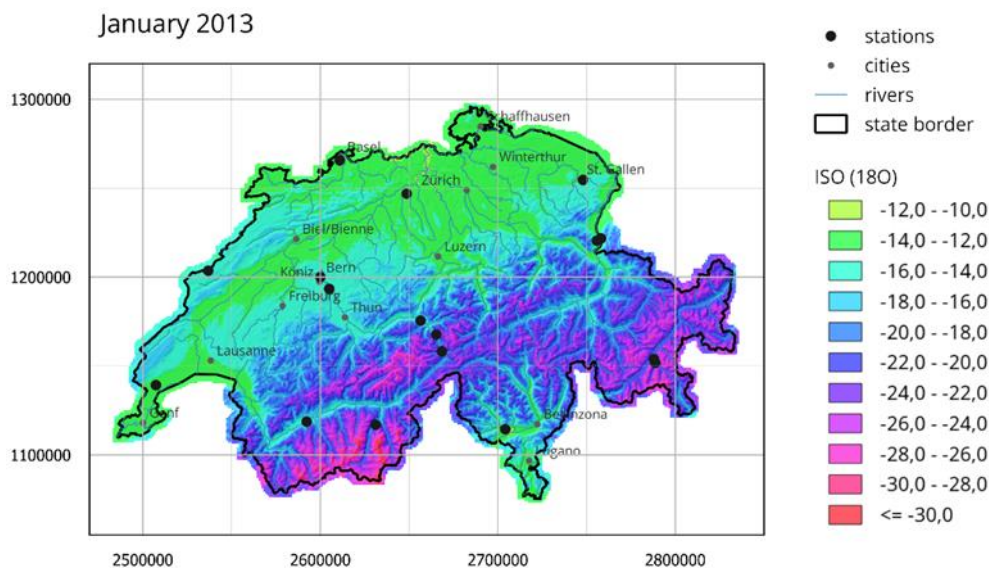 January 2013
stations
cities
rivers
state border
ISO (18O)
-12,0 - -10,0
-14,0 - -12,0
-16,0 - -14,0
-18,0 - -16,0
-20,0 - -18,0
-22,0 - -20,0
-24,0 - -22,0
-26,0 - -24,0
-28,0 - -26,0
-30,0 - -28,0
<= -30,0
1300000
1200000
1100000
chaffhausen
Basel
Winterthur
Zürich
St. Gallen
Biel/Bienne
Luzern
Köniz
Bern
Freiburg
Thun
Lausanne
Genf
Bellinzona
Lugano
2500000
2600000
2700000
2800000